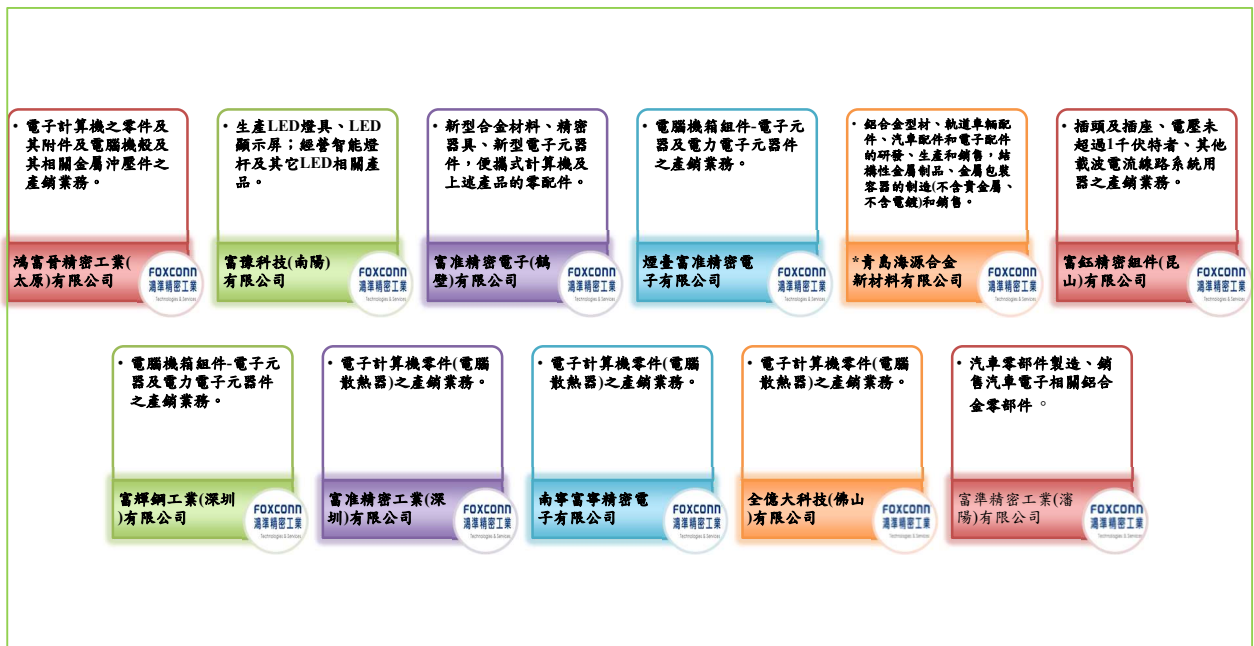 • 電子計算機之零件及
其附件及電腦機殼及
其相關金屬沖壓件之
產銷業務。
鴻富晉精密工業(
太原)有限公司
FOXCONN
鴻準精密工業
Technologies & Services
• 生產LED燈具、LED
顯示屏；經營智能燈
杆及其它LED相關產
品。
富豫科技(南陽)
有限公司
FOXCONN
鴻準精密工業
Technologies & Services
• 新型合金材料、精密
器具、新型電子元器
件，便攜式計算機及
上述產品的零配件。
富准精密電子(鶴
壁)有限公司
FOXCONN
鴻準精密工業
Technologies & Services
• 電腦機箱組件-電子元
器及電力電子元器件
之產銷業務。
煙臺富准精密電
子有限公司
FOXCONN
鴻準精密工業
Technologies & Services
• 鋁合金型材、軌道車輛配
件、汽車配件和電子配件
的研發、生產和銷售，結
構性金屬制品、金屬包裝
容器的制造(不含貴金屬、
不含電鍍)和銷售。
*青島海源合金
新材料有限公司
FOXCONN
鴻準精密工業
Technologies & Services
• 插頭及插座、電壓未
超過1千伏特者、其他
載波電流線路系統用
器之產銷業務。
富鈺精密組件(昆
山)有限公司
FOXCONN
鴻準精密工業
Technologies & Services
• 電腦機箱組件-電子元
器及電力電子元器件
之產銷業務。
富輝鋼工業(深圳
)有限公司
FOXCONN
鴻準精密工業
Technologies & Services
• 電子計算機零件(電腦
散熱器)之產銷業務。
富准精密工業(深
圳)有限公司
FOXCONN
鴻準精密工業
Technologies & Services
• 電子計算機零件(電腦
散熱器)之產銷業務。
南寧富寧精密電
子有限公司
FOXCONN
鴻準精密工業
Technologies & Services
• 電子計算機零件(電腦
散熱器)之產銷業務。
全億大科技(佛山
)有限公司
FOXCONN
鴻準精密工業
Technologies & Services
• 汽車零部件製造、銷
售汽車電子相關鋁合
金零部件。
富準精密工業(瀋
陽)有限公司
FOXCONN
鴻準精密工業
Technologies & Services